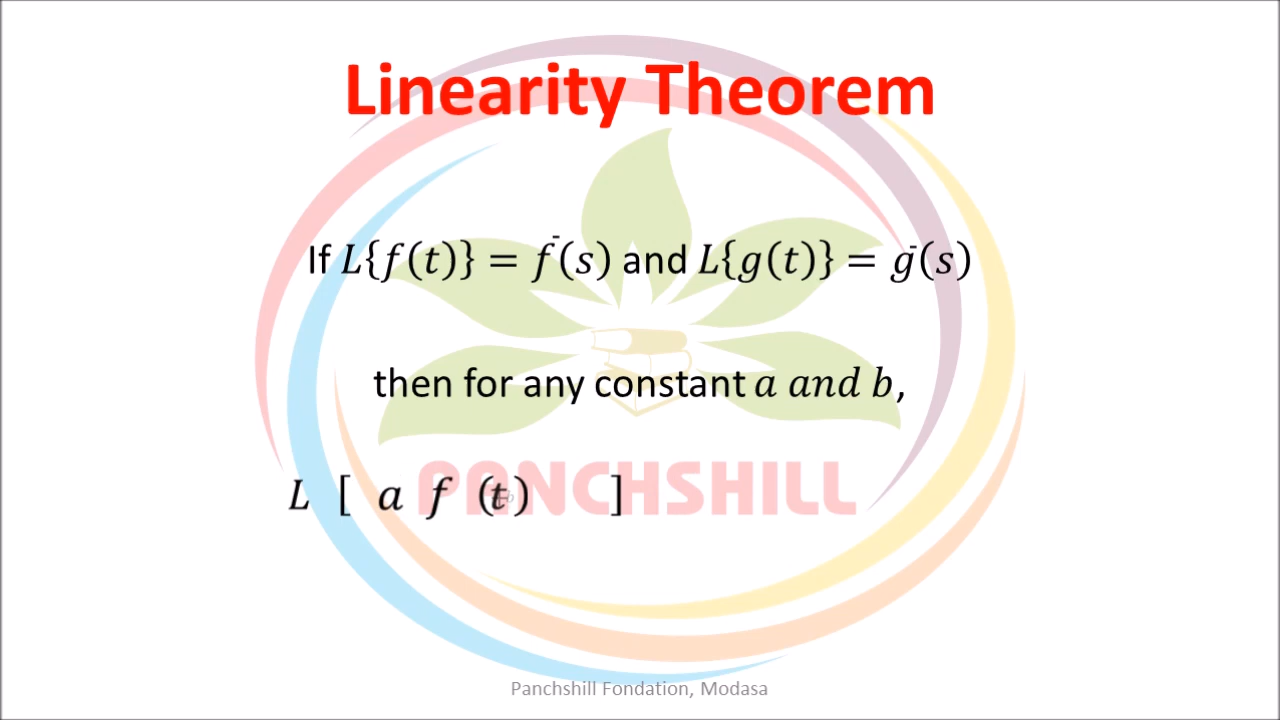 Linearity Theorem
If L{f(t)} = f̄(s) and L{g(t)} = ḡ(s)
then for any constant a and b,
L [ a f (t) ]
PANCHSHILL
Panchshill Fondation, Modasa